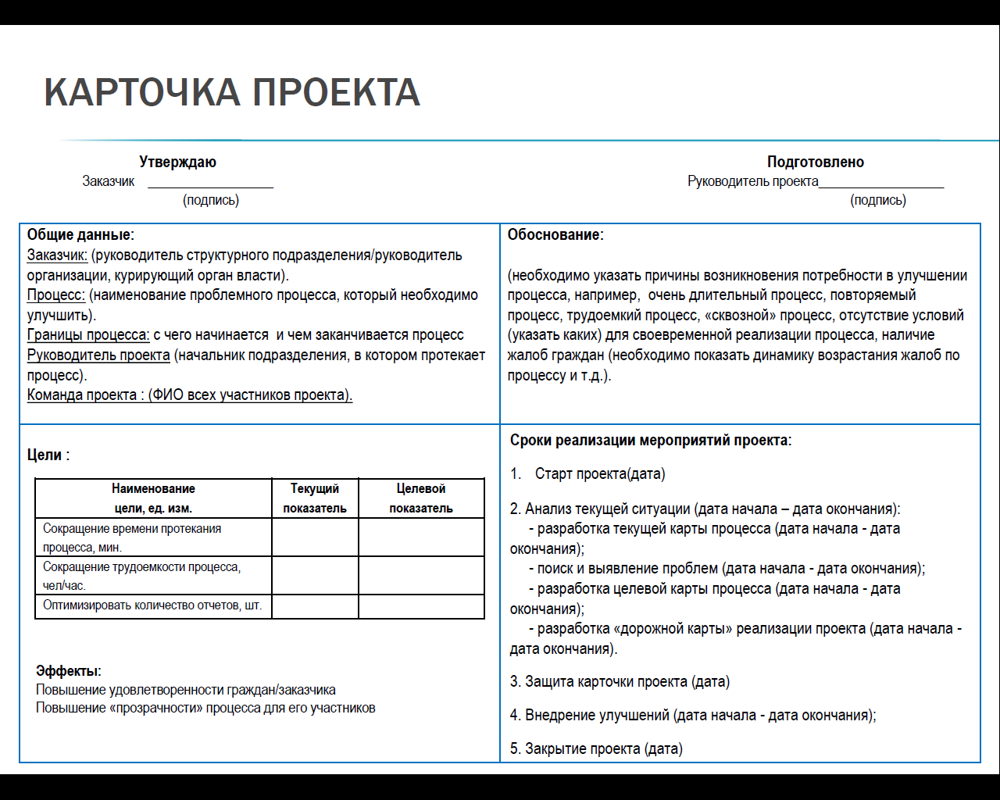 КАРТОЧКА ПРОЕКТА
Утверждаю
Заказчик ________________
(подпись)
Подготовлено
Руководитель проекта________________
(подпись)
Общие данные:
Заказчик: (руководитель структурного подразделения/руководитель
организации, курирующий орган власти).
Процесс: (наименование проблемного процесса, который необходимо
улучшить).
Границы процесса: с чего начинается и чем заканчивается процесс
Руководитель проекта (начальник подразделения, в котором протекает
процесс).
Команда проекта : (ФИО всех участников проекта).
Обоснование:
(необходимо указать причины возникновения потребности в улучшении
процесса, например, очень длительный процесс, повторяемый
процесс, трудоемкий процесс, «сквозной» процесс, отсутствие условий
(указать каких) для своевременной реализации процесса, наличие
жалоб граждан (необходимо показать динамику возрастания жалоб по
процессу и т.д.).
Цели :
Наименование
цели, ед. изм.
Текущий
показатель
Целевой
показатель
Сокращение времени протекания
процесса, мин.
Сокращение трудоемкости процесса,
чел/час.
Оптимизировать количество отчетов, шт.
Эффекты:
Повышение удовлетворенности граждан/заказчика
Повышение «прозрачности» процесса для его участников
Сроки реализации мероприятий проекта:
1. Старт проекта(дата)
2. Анализ текущей ситуации (дата начала – дата окончания):
- разработка текущей карты процесса (дата начала - дата
окончания);
- поиск и выявление проблем (дата начала - дата окончания);
- разработка целевой карты процесса (дата начала - дата
окончания);
- разработка «дорожной карты» реализации проекта (дата начала -
дата окончания).
3. Защита карточки проекта (дата)
4. Внедрение улучшений (дата начала - дата окончания);
5. Закрытие проекта (дата)